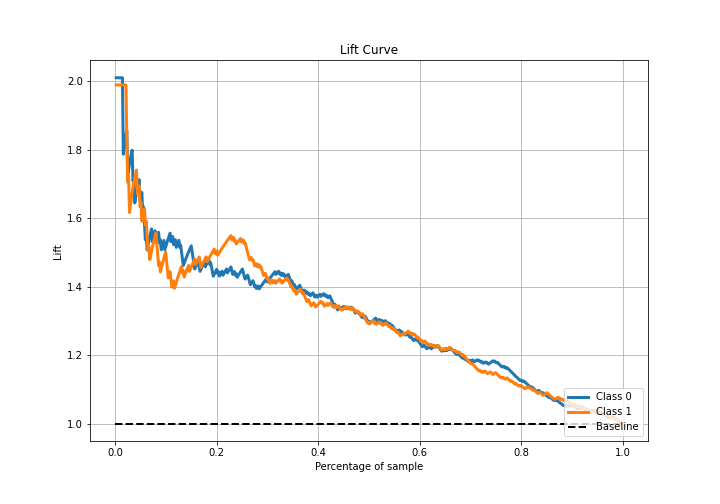 Lift Curve
Lift
2.0
1.8
1.6
1.4
1.2
1.0
0.0
0.2
0.4
0.6
0.8
1.0
Percentage of sample
Class 0
Class 1
Baseline